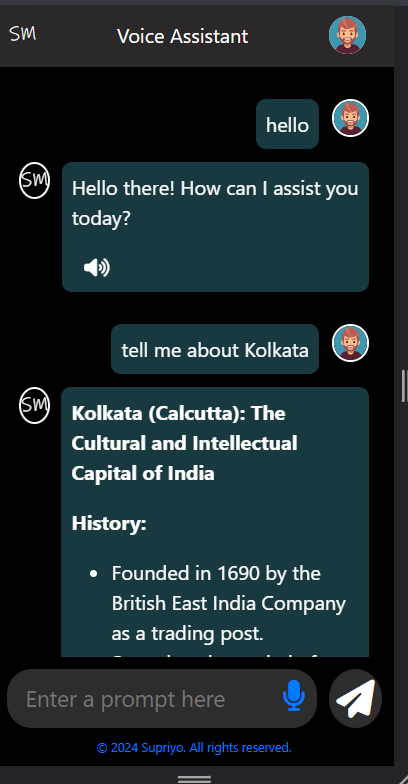 SM Voice Assistant
hello
SM
Hello there! How can I assist you
today?
tell me about Kolkata
SM
Kolkata (Calcutta): The
Cultural and Intellectual
Capital of India
History:
• Founded in 1690 by the
British East India Company
as a trading post.
Enter a prompt here
© 2024 Supriyo. All rights reserved.